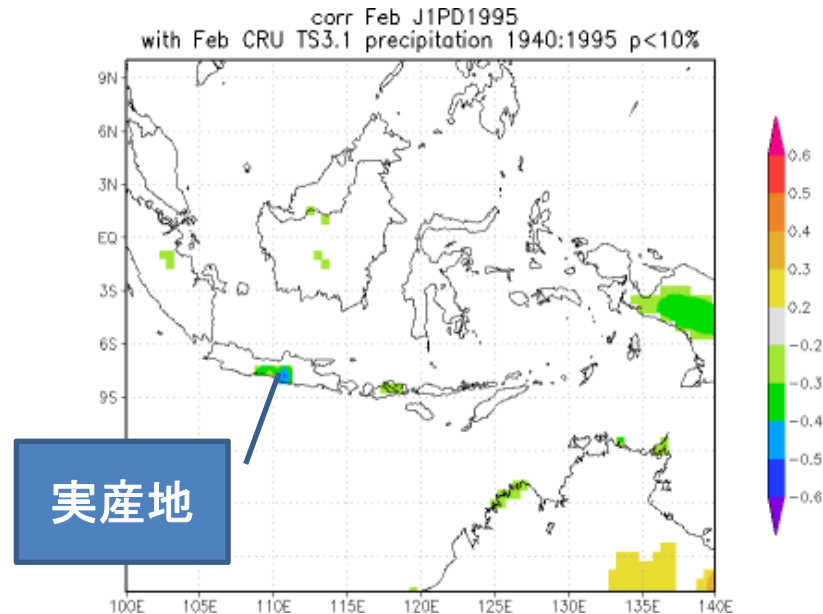 corr Feb J1PD1995
with Feb CRU TS3.1 precipitation 1940:1995 p<10%
9N
6N
3N
EQ
3S
6S
9S
実産地
100E 105E 110E 115E 120E 125E 130E 135E 140E
0.6
0.5
0.4
0.3
0.2
-0.2
-0.3
-0.4
-0.5
-0.6